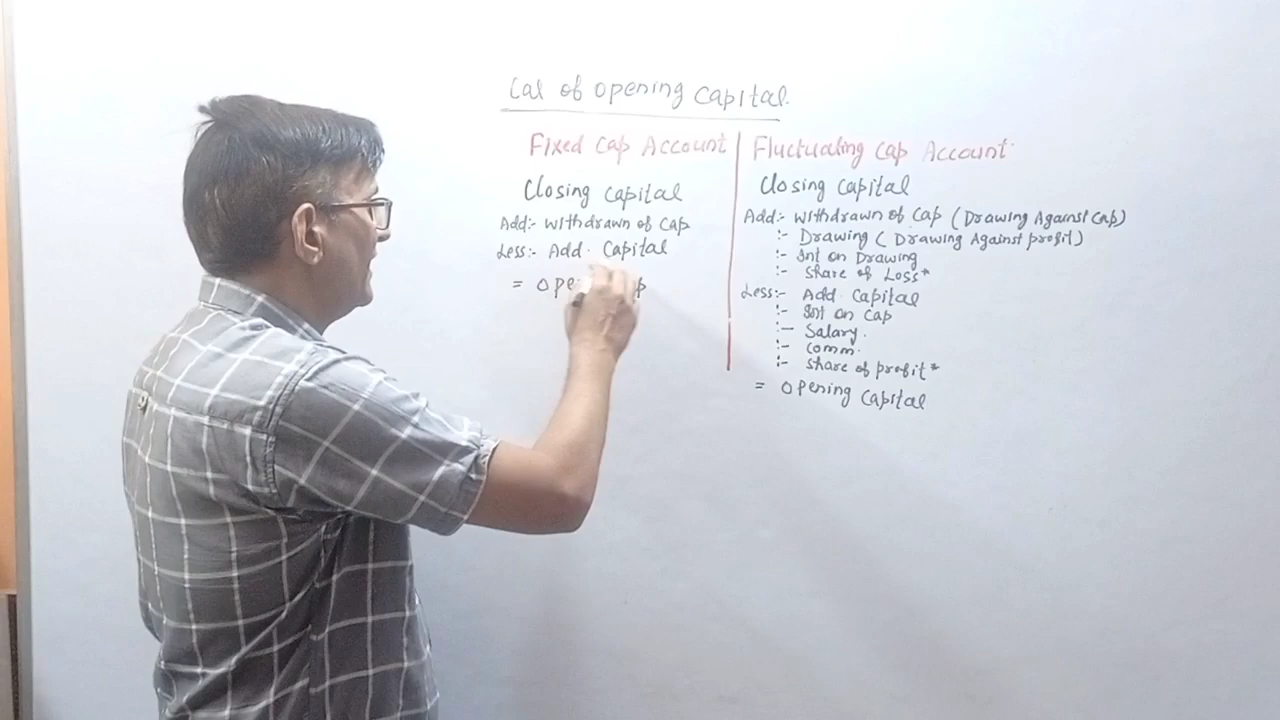 Cal of opening capital.
Fixed Cap Account
Closing capital
Add:- withdrawn of Cap
Less:- Add. Capital
=
Fluctuating Cap Account
Closing capital
Add:- withdrawn of Cap (Drawing Against Cap)
:- Drawing ( Drawing Against profit)
:- Int on Drawing
:- Share of Loss*
Less:- Add. Capital
:- Int on Cap
:- Salary.
:- Comm.
:- Share of profit*
= Opening Capital